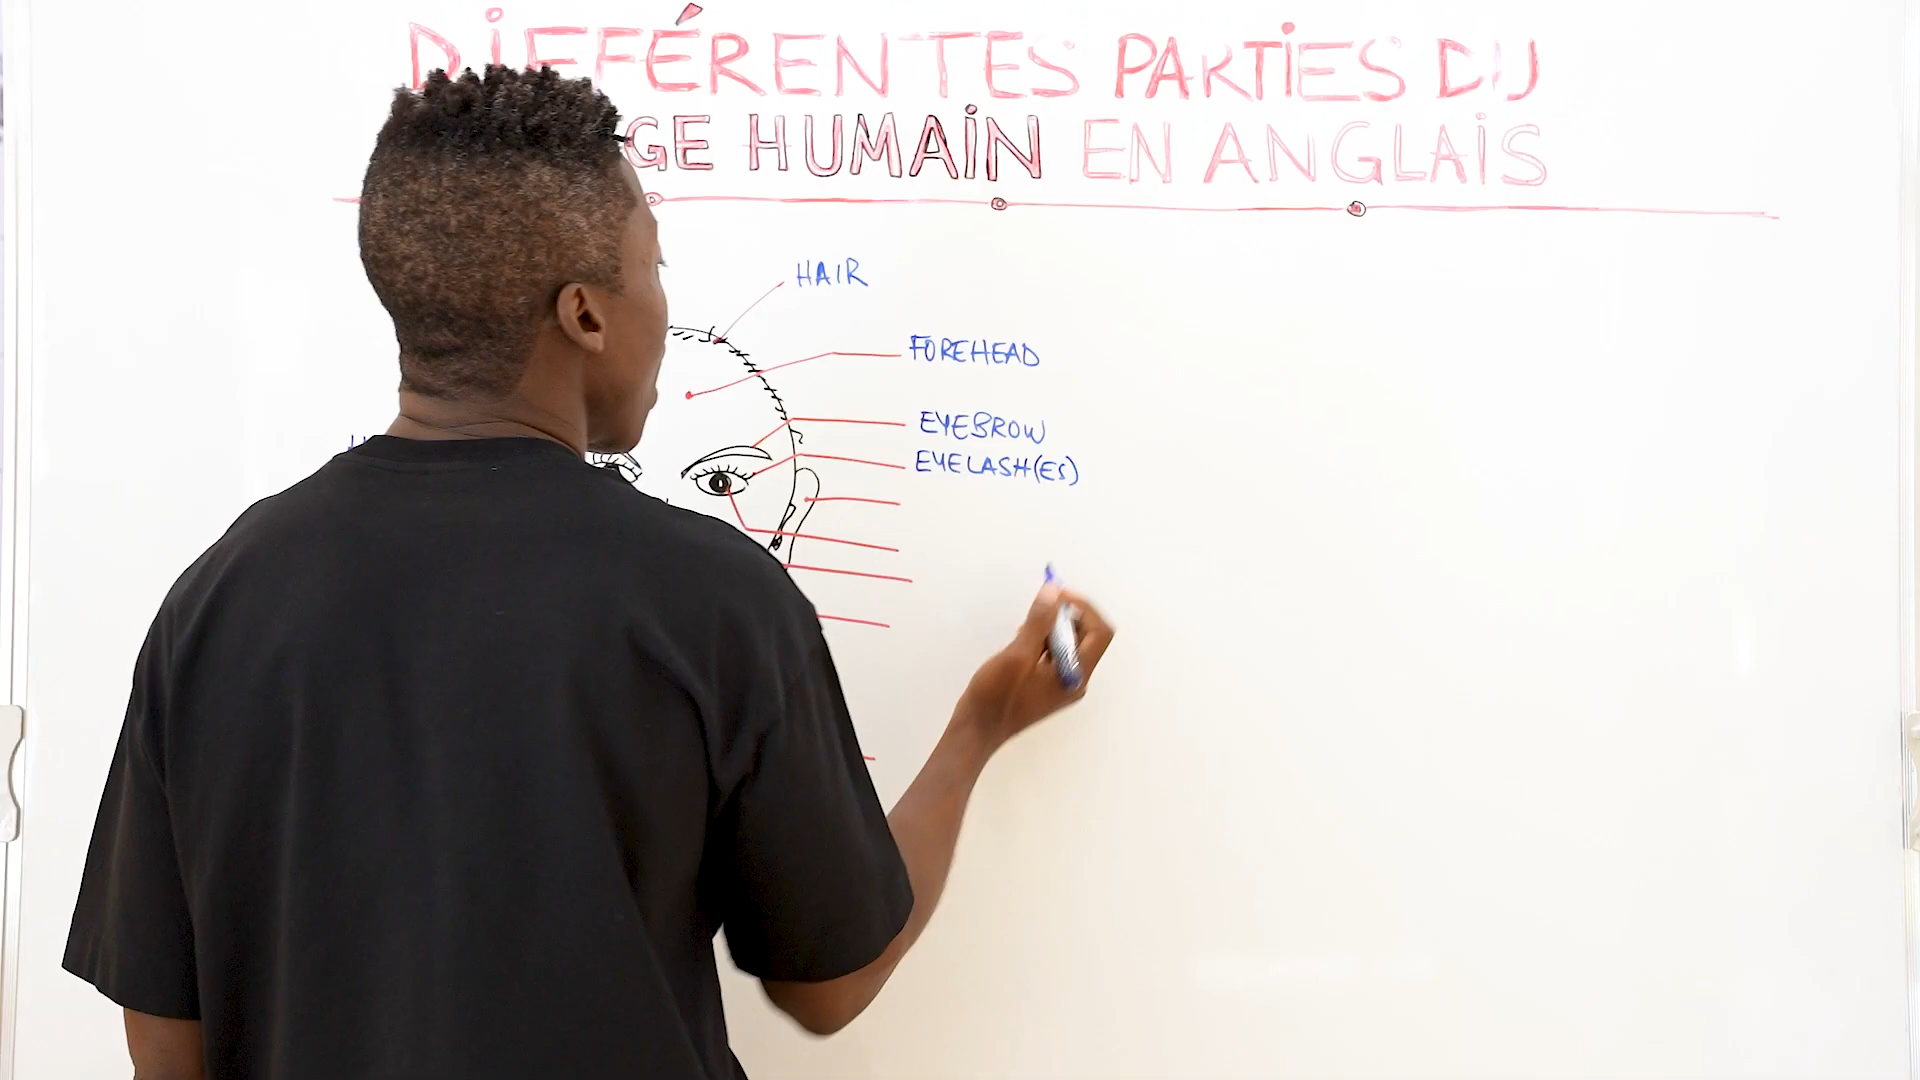 DIFFÉRENTES PARTIES DU
GE HUMAIN EN ANGLAIS
HAIR
FOREHEAD
EYEBROW
EYELASH(ES)